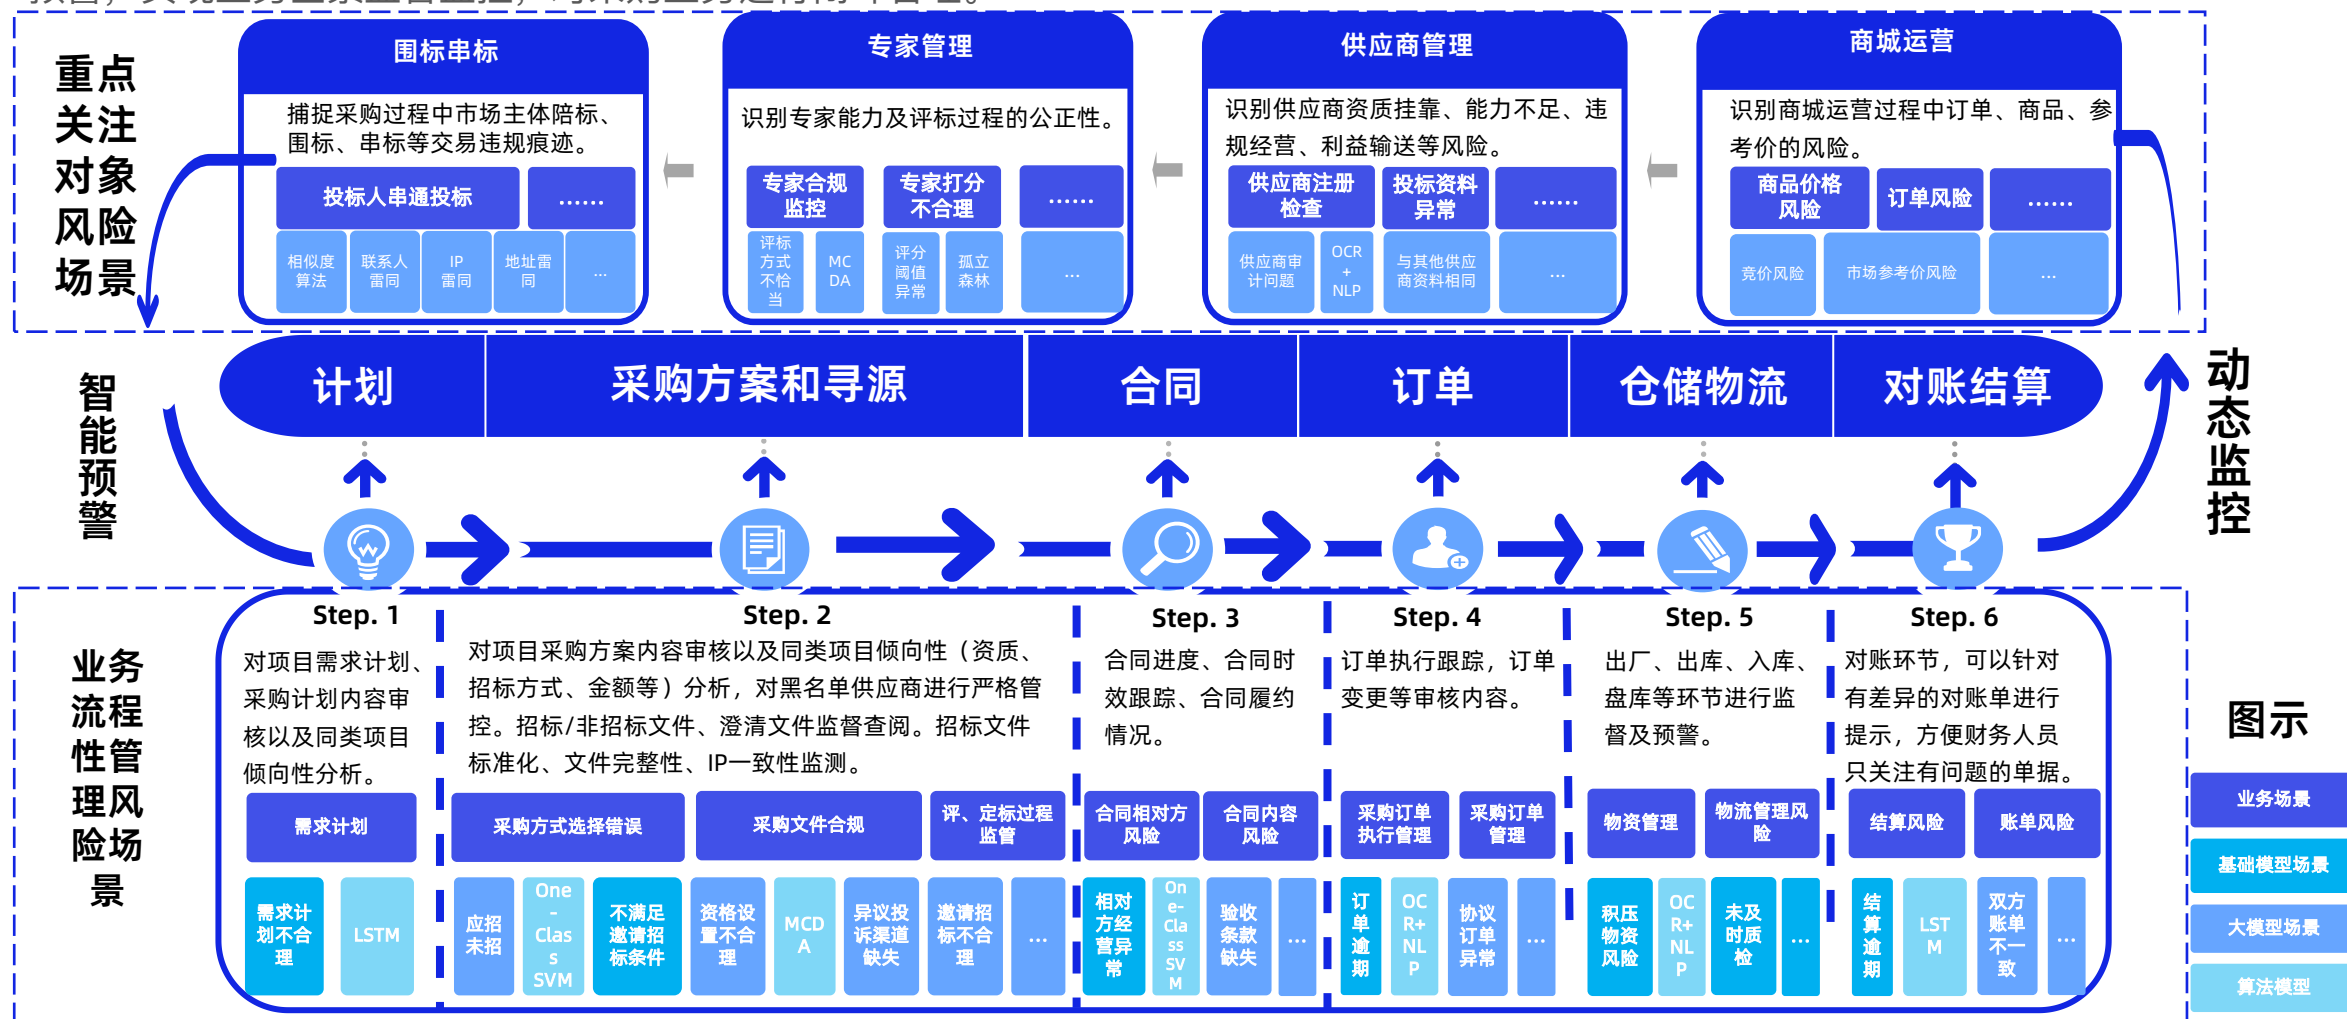 重点
关注
对象
风险
场景
围标串标
捕捉采购过程中市场主体陪标、
围标、串标等交易违规痕迹。
投标人串通投标
……
相似度
算法
联系人
雷同
IP
雷同
地址雷
同
...
专家管理
识别专家能力及评标过程的公正性。
专家合规
监控
专家打分
不合理
……
评标
方式
不恰
当
MC
DA
评分
阈值
异常
孤立
森林
...
供应商管理
识别供应商资质挂靠、能力不足、违
规经营、利益输送等风险。
供应商注册
检查
投标资料
异常
……
供应商审
计问题
OCR
+
NLP
与其他供应
商资料相同
...
商城运营
识别商城运营过程中订单、商品、参
考价的风险。
商品价格
风险
订单风险
……
竞价风险
市场参考价风险
...
智
能
预
警
计划
采购方案和寻源
合同
订单
仓储物流
对账结算
动
态
监
控
业务
流程
性管
理风
险场
景
Step. 1
对项目需求计划、
采购计划内容审
核以及同类项目
倾向性分析。
需求计划
需求计
划不合
理
LSTM
Step. 2
对项目采购方案内容审核以及同类项目倾向性（资质、
招标方式、金额等）分析，对黑名单供应商进行严格管
控。招标/非招标文件、澄清文件监督查阅。招标文件
标准化、文件完整性、IP一致性监测。
采购方式选择错误
采购文件合规
评、定标过程
监管
应招
未招
One
-
Clas
s
SVM
不满足
邀请招
标条件
资格设
置不合
理
MCD
A
异议投
诉渠道
缺失
邀请招
标不合
理
...
Step. 3
合同进度、合同时
效跟踪、合同履约
情况。
合同相对方
风险
合同内容
风险
相对
方经
营异
常
On
e-
Cla
ss
SV
M
验收
条款
缺失
...
Step. 4
订单执行跟踪，订单
变更等审核内容。
采购订单
执行管理
采购订单
管理
订
单
逾
期
OC
R+
NL
P
协议
订单
异常
...
Step. 5
出厂、出库、入库、
盘库等环节进行监
督及预警。
物资管理
物流管理风
险
积压
物资
风险
OC
R+
NL
P
未及
时质
检
...
Step. 6
对账环节，可以针对
有差异的对账单进行
提示，方便财务人员
只关注有问题的单据。
结算风险
账单风险
结
算
逾
期
LST
M
双方
账单
不一
致
...
图示
业务场景
基础模型场景
大模型场景
算法模型